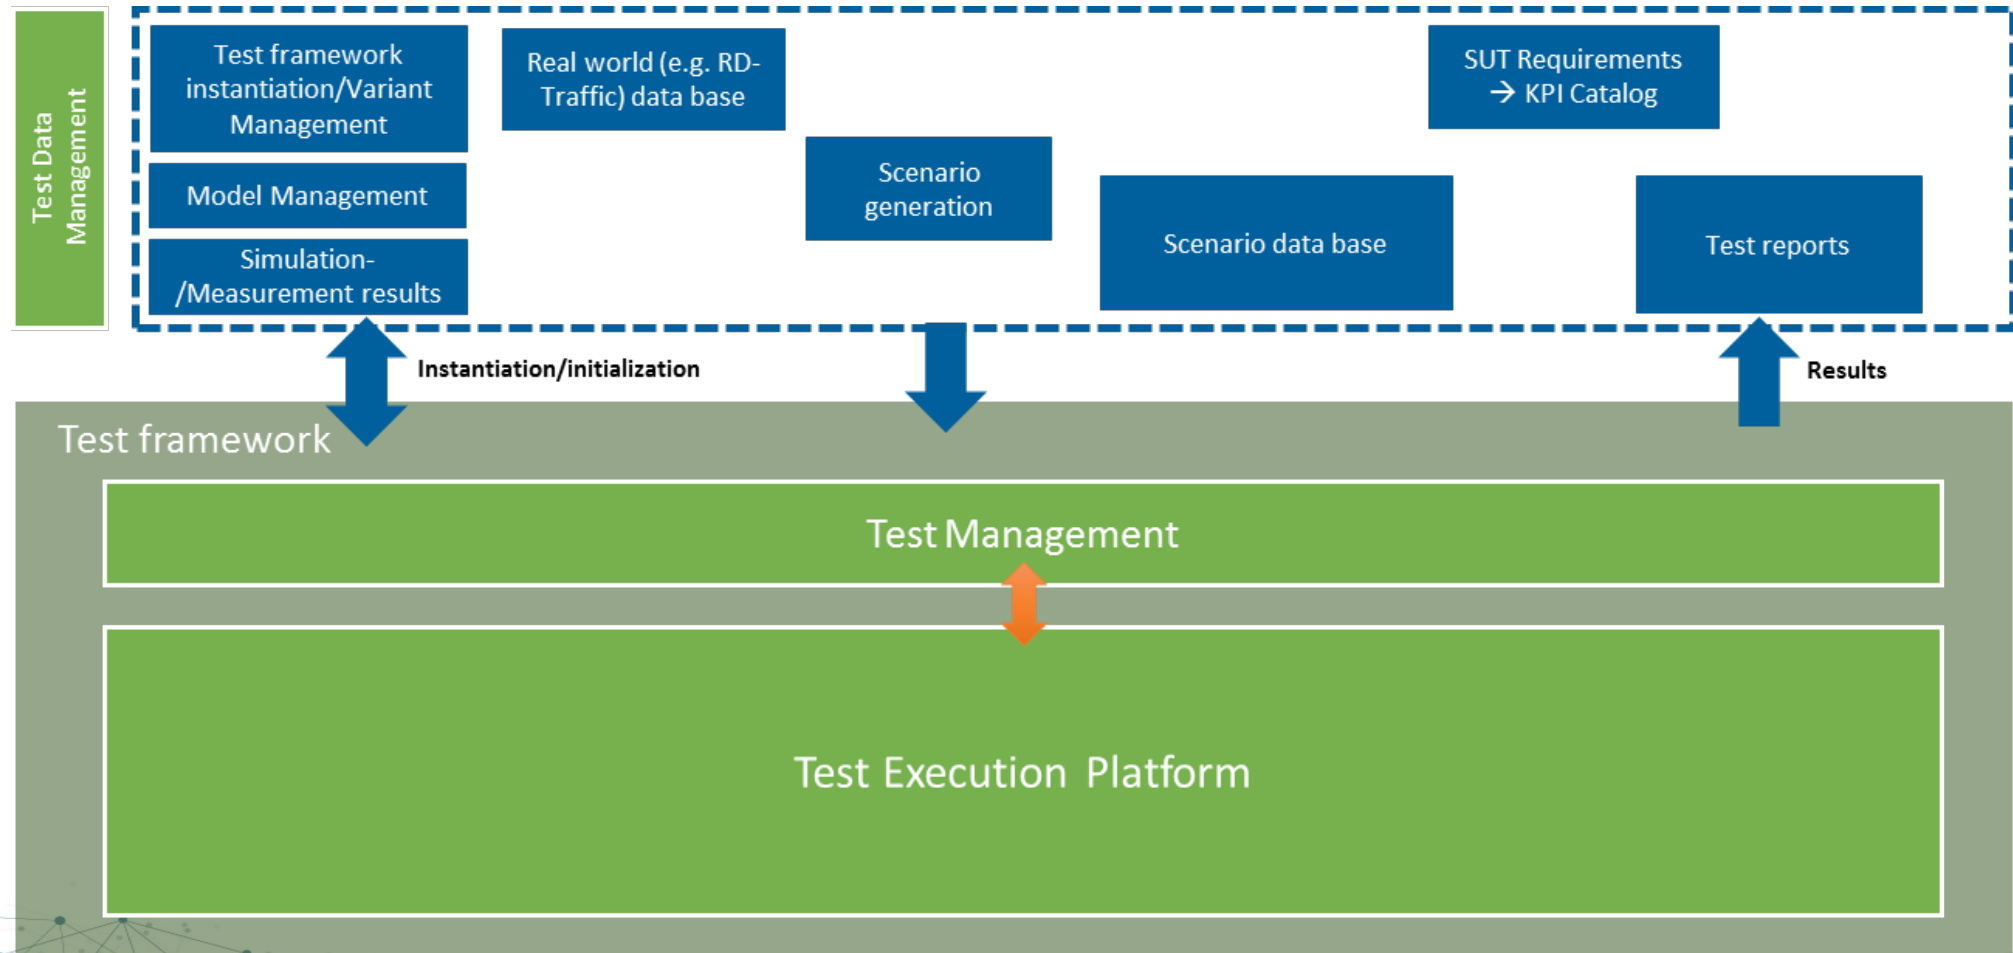 Test Data
Management
Test framework
instantiation/Variant
Management
Model Management
Simulation-
/Measurement results
Real world (e.g. RD-
Traffic) data base
Scenario
generation
Scenario data base
SUT Requirements
→ KPI Catalog
Test reports
Instantiation/initialization
Results
Test framework
Test Management
Test Execution Platform